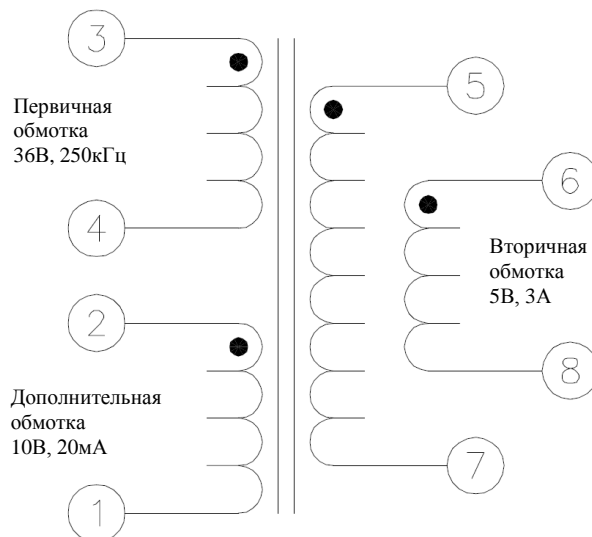 3
Первичная
обмотка
36В, 250кГц
4
2
Дополнительная
обмотка
10В, 20мА
1
5
6
Вторичная
обмотка
5В, 3А
8
7